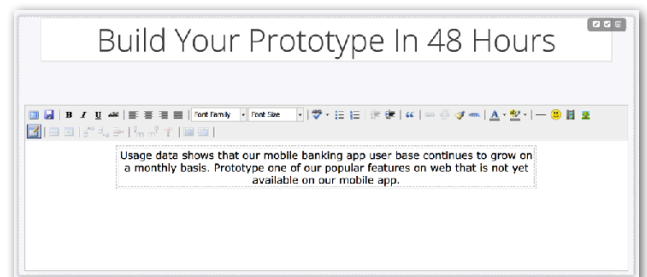 Build Your Prototype In 48 Hours
B I U ABC Font Family Font Size
Usage data shows that our mobile banking app user base continues to grow on
a monthly basis. Prototype one of our popular features on web that is not yet
available on our mobile app.